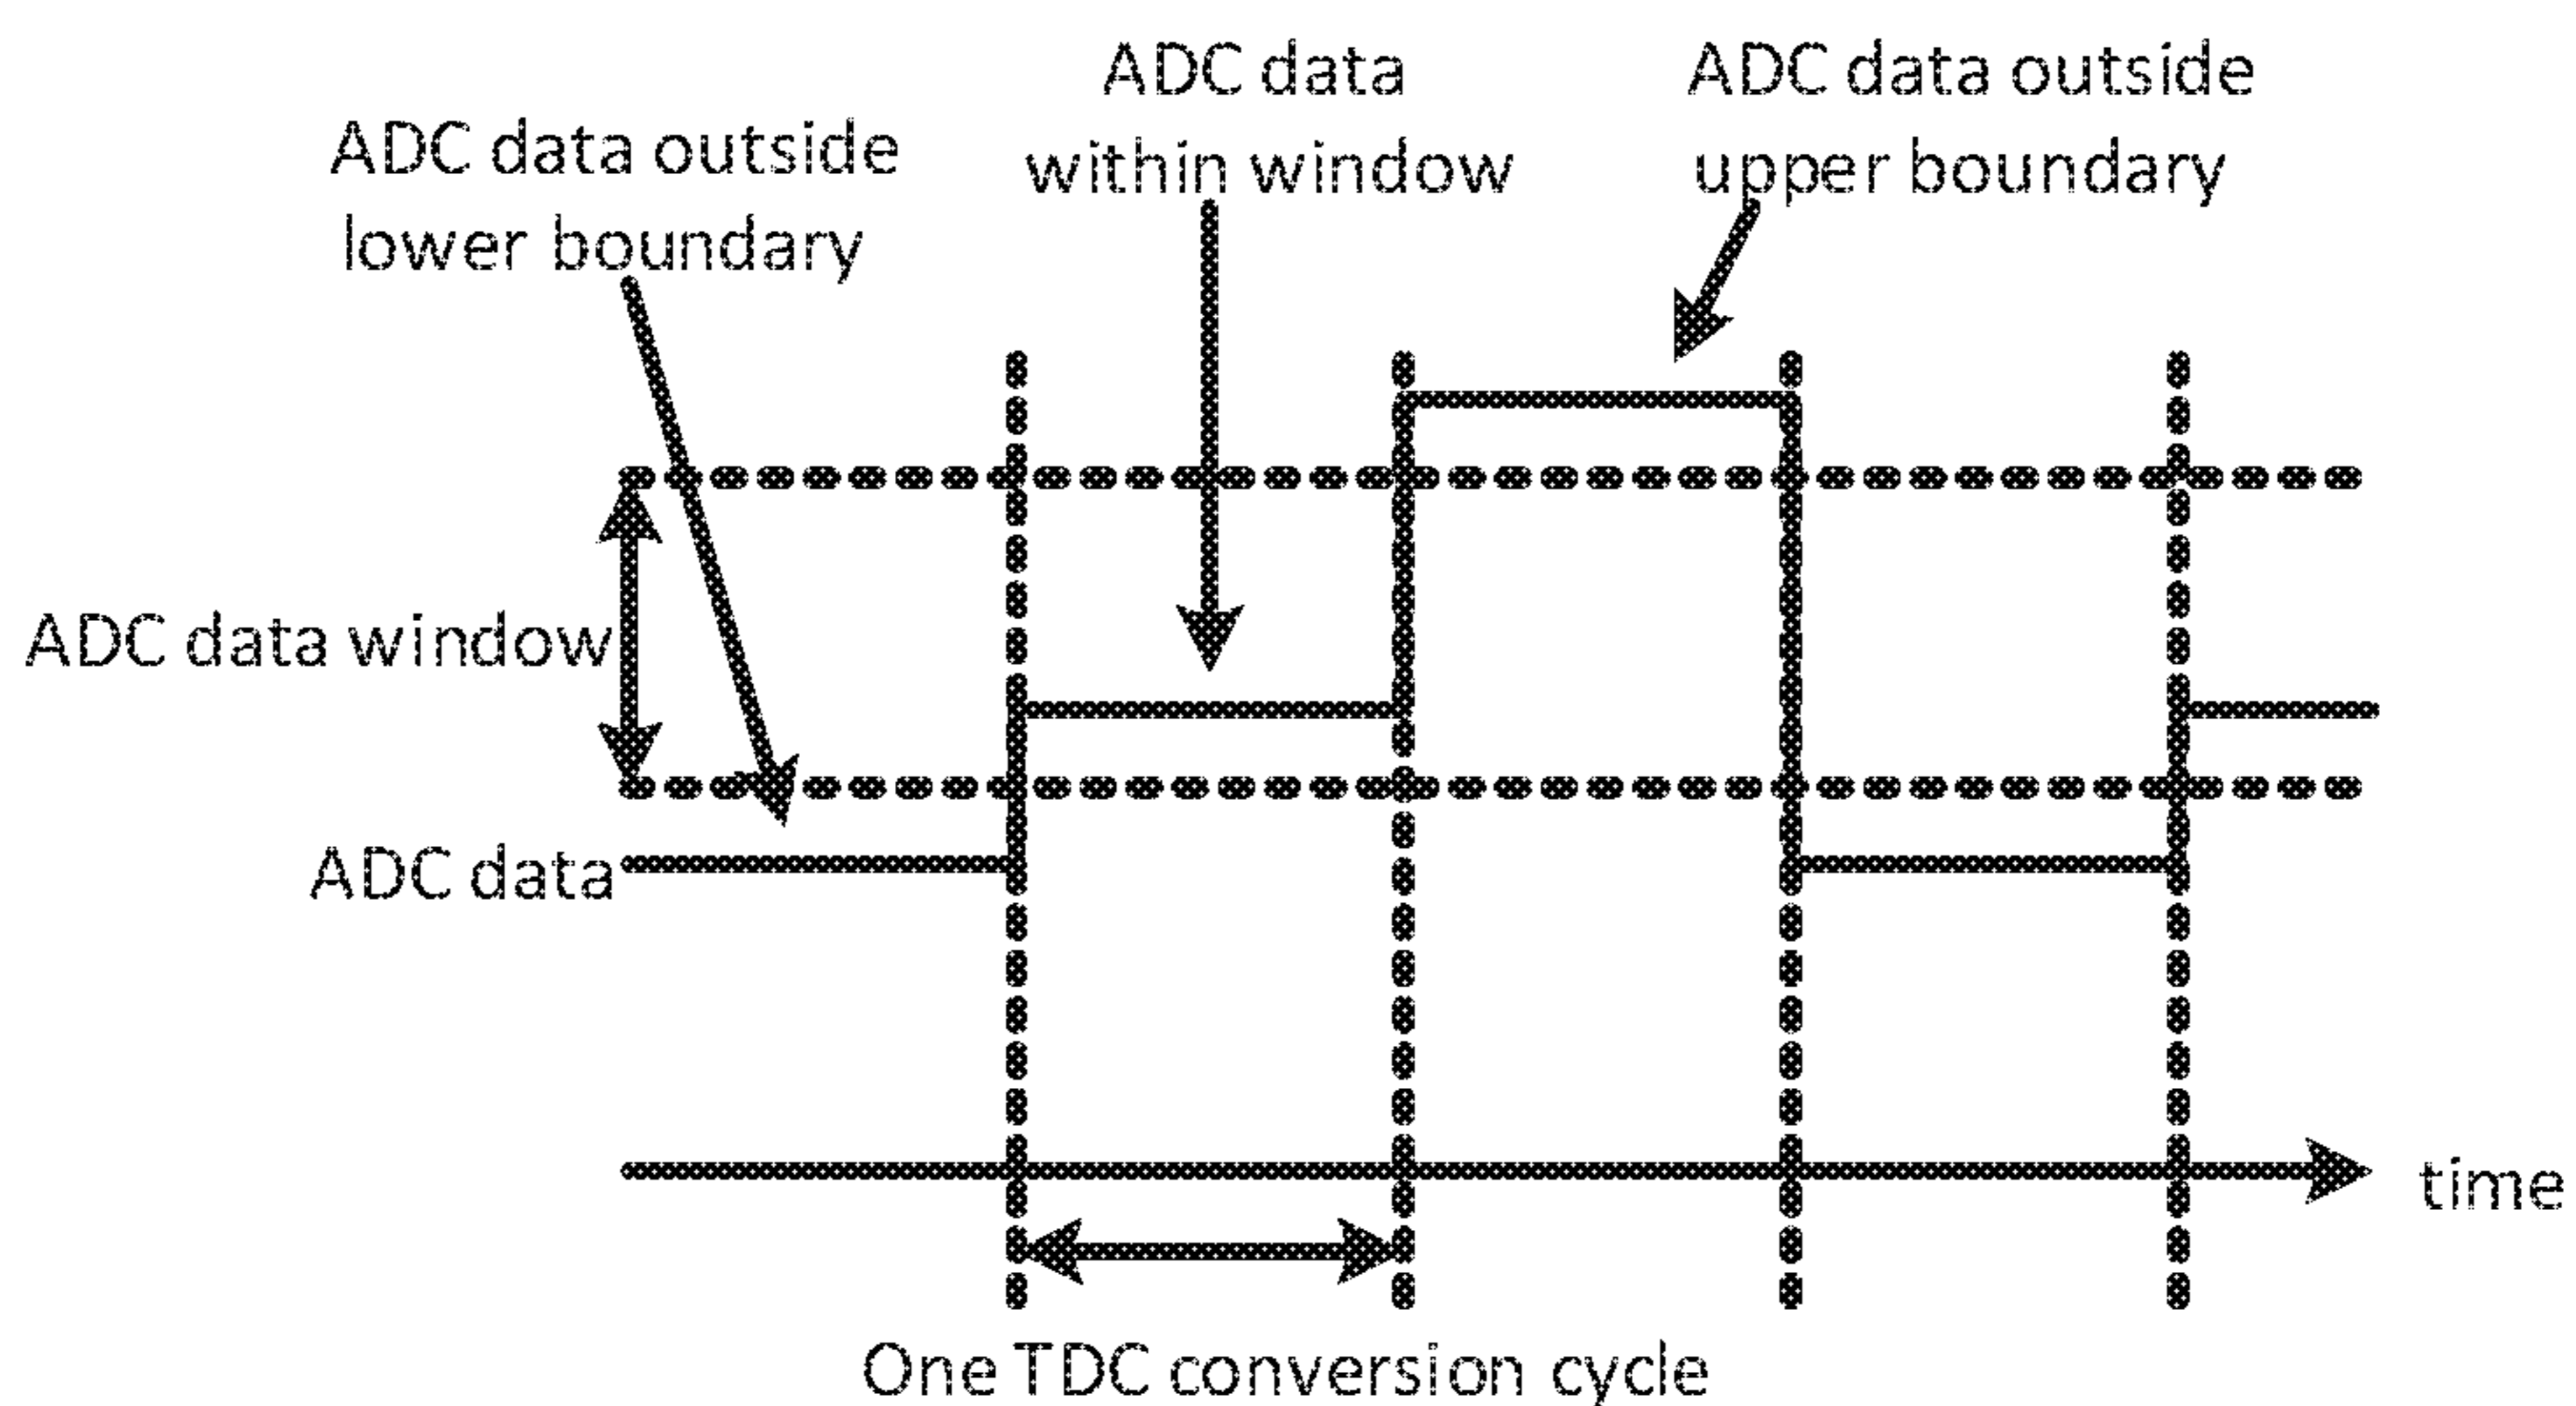 ADC data outside
lower boundary
ADC data
within window
ADC data outside
upper boundary
ADC data window
ADC data
time
One TDC conversion cycle